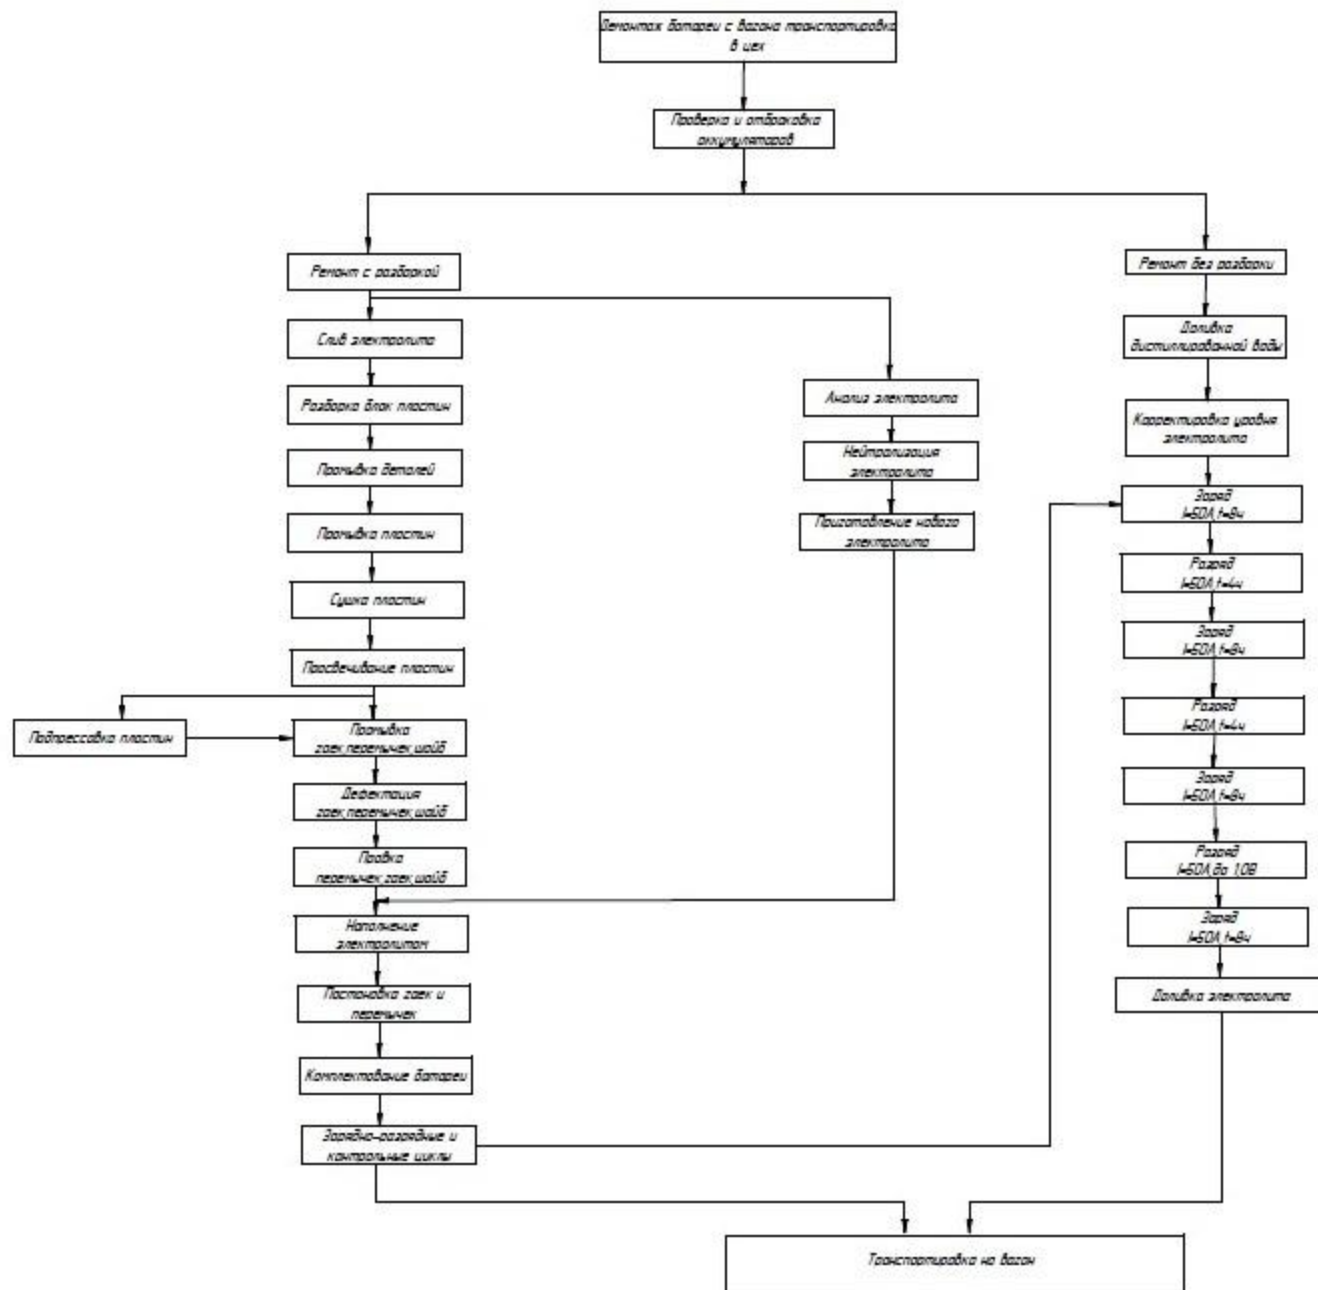 Демонтаж батареи с вагона транспортировка
в цех
Проверка и отбраковка
аккумуляторов
Ремонт с разборкой
Слив электролита
Разборка блок пластин
Промывка деталей
Промывка пластин
Сушка пластин
Просвечивание пластин
Подпрессовка пластин
Промывка
гаек,перемычек,шайб
Дефектация
гаек,перемычек,шайб
Правка
перемычек,гаек,шайб
Наполнение
электролитом
Постановка гаек и
перемычек
Комплектование батареи
Зарядно-разрядные и
контрольные циклы
Анализ электролита
Нейтрализация
электролита
Приготовление нового
электролита
Ремонт без разборки
Доливка
дистиллированной воды
Корректировка уровня
электролита
Заряд
I=60А,t=8ч
Разряд
I=60А,t=4ч
Заряд
I=60А,t=8ч
Разряд
I=60А,t=4ч
Заряд
I=60А,t=8ч
Разряд
I=60А,до 1,0В
Заряд
I=60А,t=8ч
Доливка электролита
Транспортировка на вагон